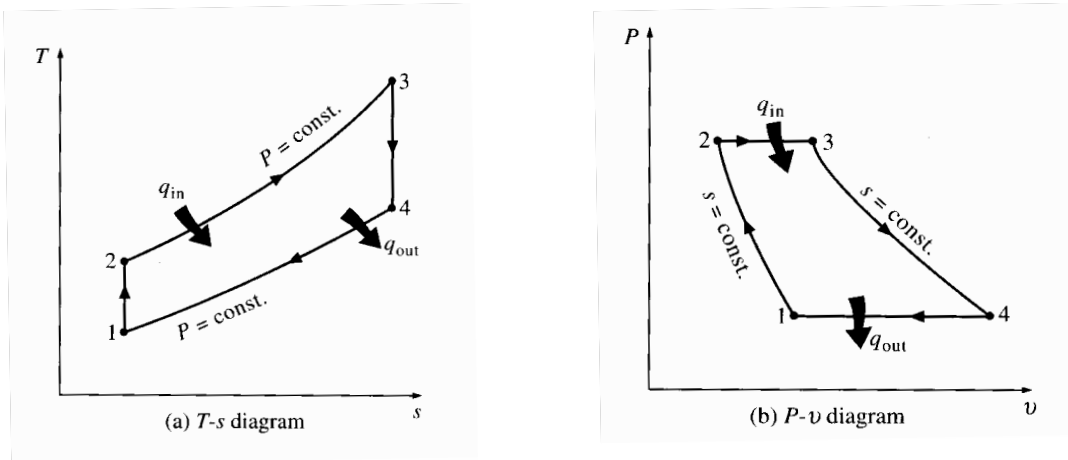 T
3
P = const.
q_in
4
2
q_out
P = const.
1
s
(a) T-s diagram
P
q_in
2
3
s = const.
s = const.
1
4
q_out
υ
(b) P-υ diagram